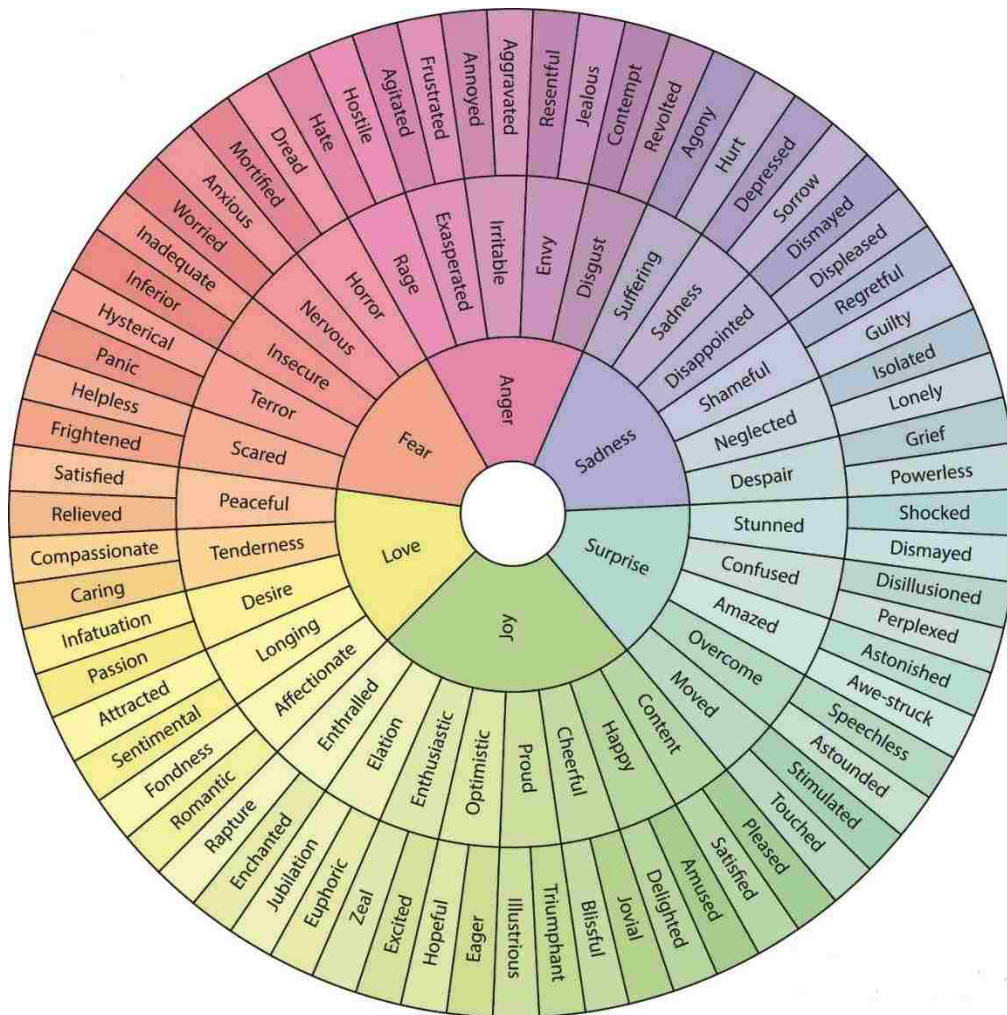 Anger
Sadness
Surprise
Joy
Love
Fear
Rage
Exasperated
Irritable
Envy
Disgust
Suffering
Sadness
Disappointed
Shameful
Neglected
Despair
Stunned
Confused
Amazed
Overcome
Moved
Content
Happy
Cheerful
Proud
Optimistic
Enthusiastic
Elation
Enthralled
Affectionate
Longing
Desire
Tenderness
Peaceful
Scared
Terror
Insecure
Nervous
Horror
Hate
Hostile
Agitated
Frustrated
Annoyed
Aggravated
Resentful
Jealous
Contempt
Revolted
Agony
Hurt
Depressed
Sorrow
Dismayed
Displeased
Regretful
Guilty
Isolated
Lonely
Grief
Powerless
Shocked
Dismayed
Disillusioned
Perplexed
Astonished
Awe-struck
Speechless
Astounded
Stimulated
Touched
Pleased
Satisfied
Amused
Delighted
Jovial
Blissful
Triumphant
Illustrious
Eager
Hopeful
Excited
Zeal
Euphoric
Jubilation
Enchanted
Rapture
Romantic
Fondness
Sentimental
Attracted
Passion
Infatuation
Caring
Compassionate
Relieved
Satisfied
Frightened
Helpless
Panic
Hysterical
Inferior
Inadequate
Worried
Anxious
Mortified
Dread